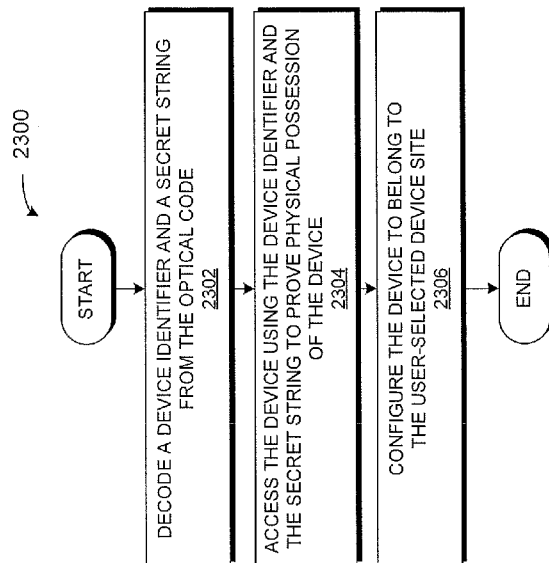 2300
START
DECODE A DEVICE IDENTIFIER AND A SECRET STRING
FROM THE OPTICAL CODE
2302
ACCESS THE DEVICE USING THE DEVICE IDENTIFIER AND
THE SECRET STRING TO PROVE PHYSICAL POSSESSION
OF THE DEVICE
2304
CONFIGURE THE DEVICE TO BELONG TO
THE USER-SELECTED DEVICE SITE
2306
END